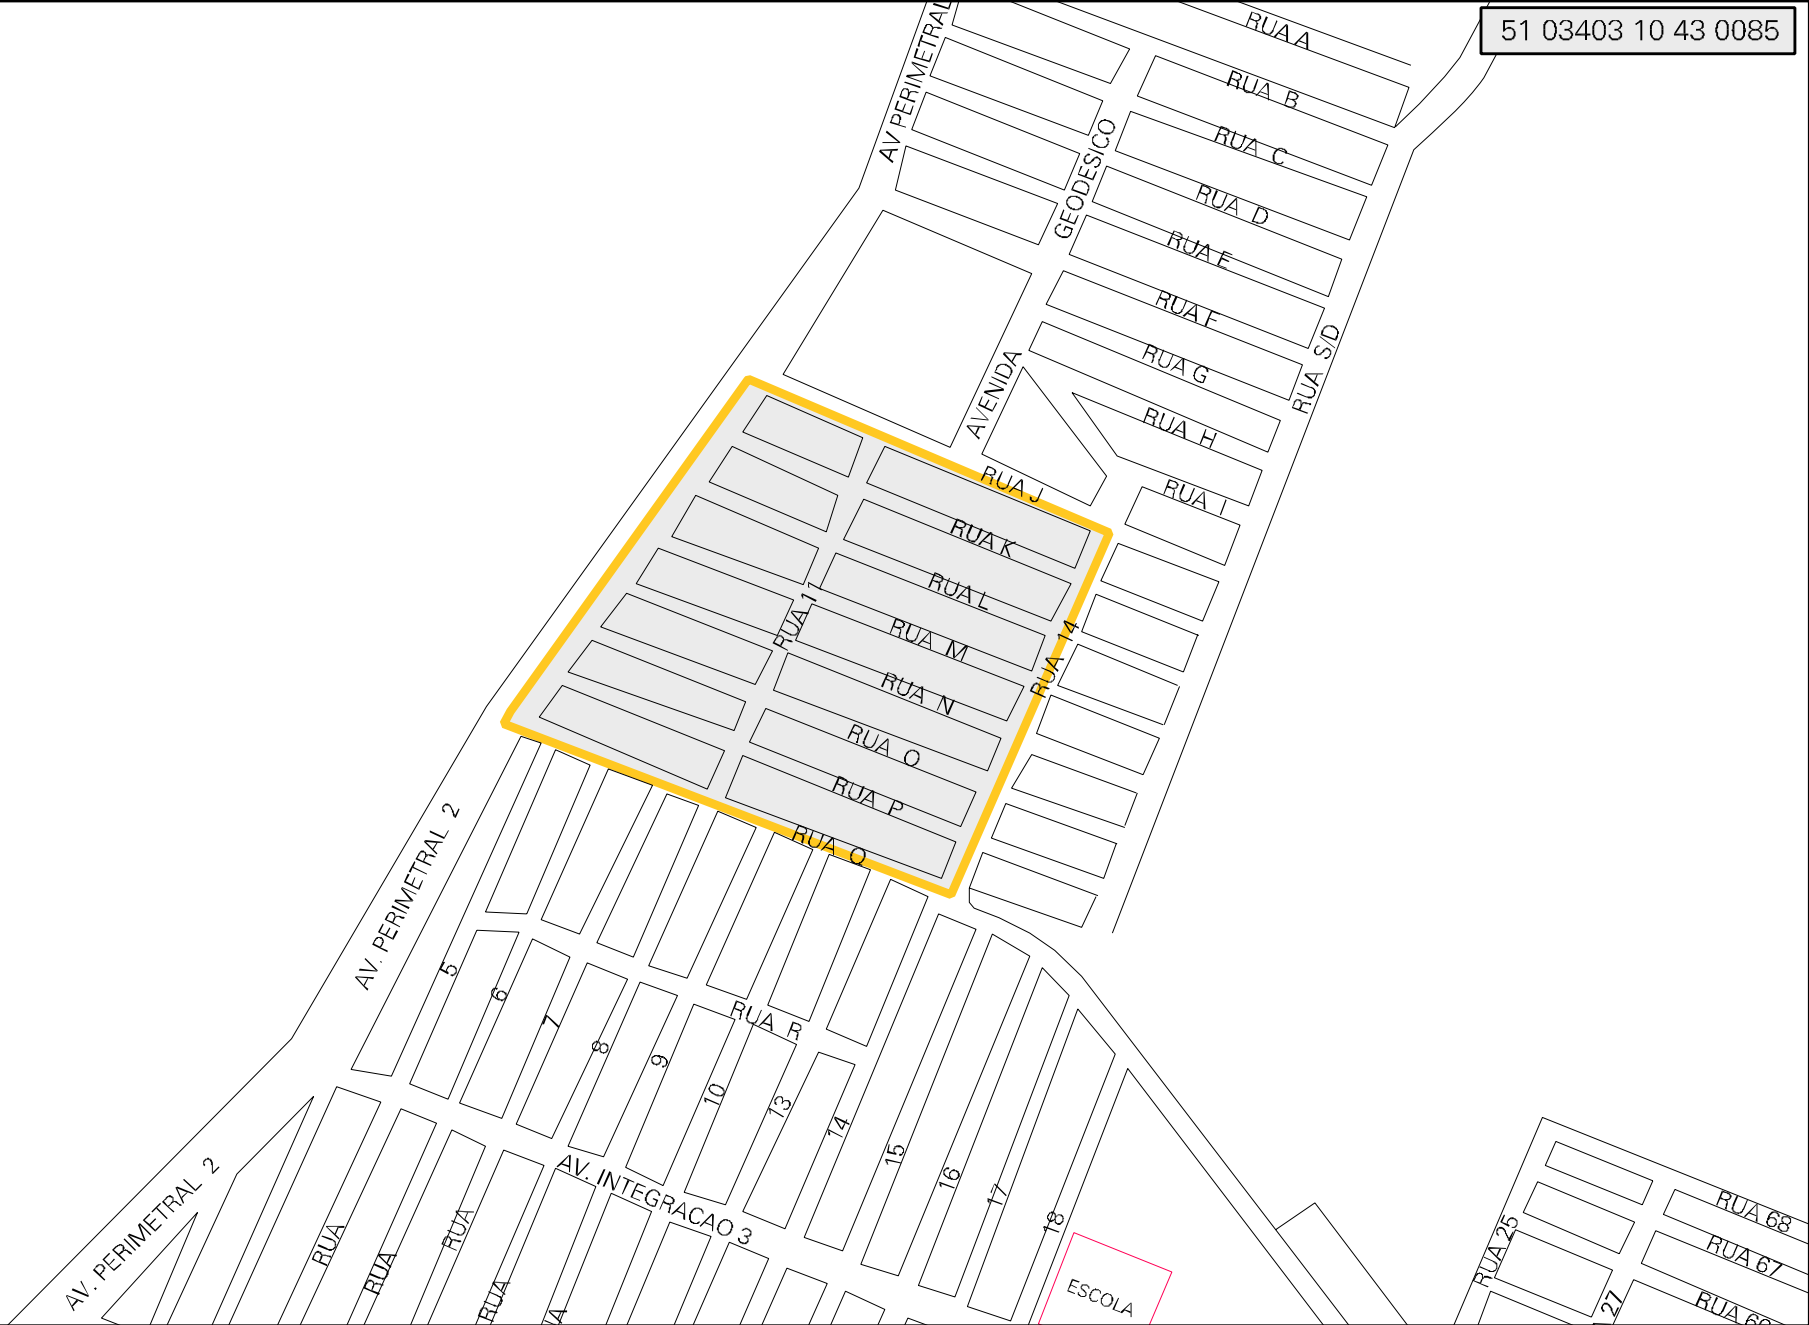 51 03403 10 43 0085
RUA A
AV PERIMETRAL
RUA B
RUA C
GEODESICO
RUA D
RUA E
RUA F
RUA S/D
RUA G
AVENIDA
RUA H
RUA J
RUA I
RUA K
RUA L
RUA 11
RUA M
RUA 14
RUA N
RUA O
RUA P
RUA Q
AV. PERIMETRAL 2
5
6
7
RUA R
8
9
10
13
14
15
16
17
18
AV. INTEGRACAO 3
AV. PERIMETRAL 2
RUA
RUA
RUA
RUA
ESCOLA
RUA 25
RUA 68
RUA 67
27